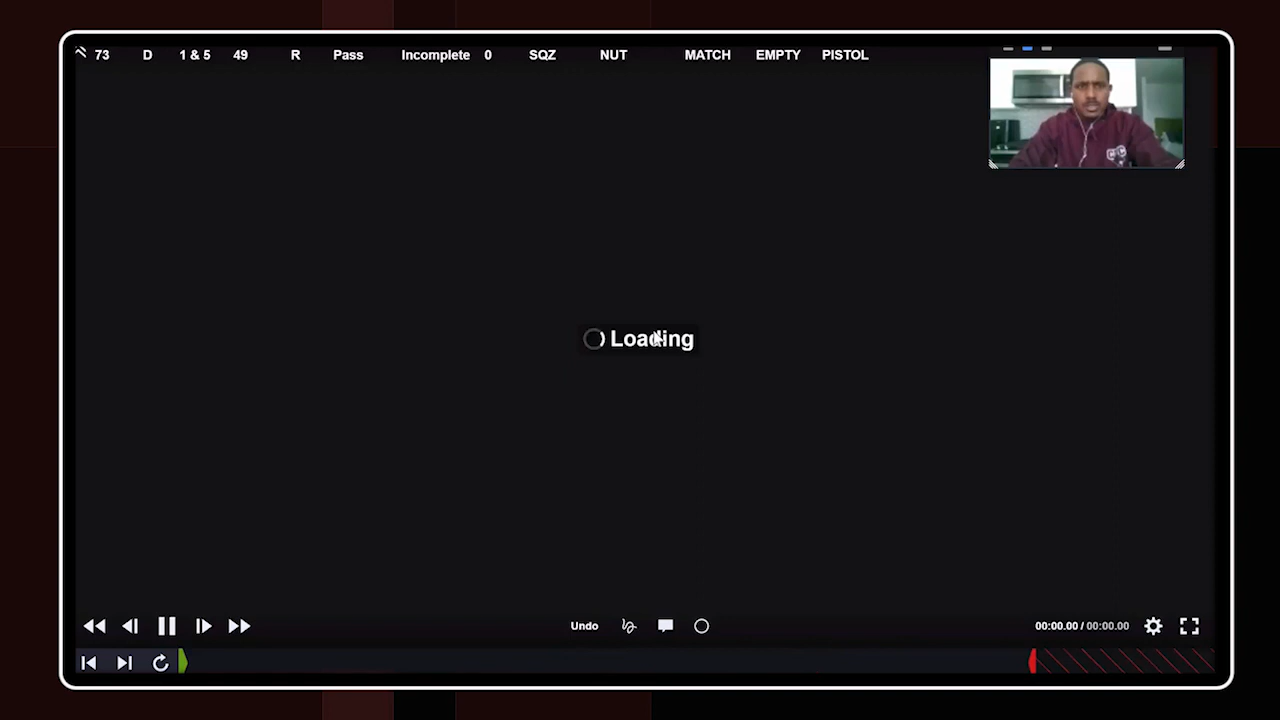 73 D 1 & 5 49 R Pass Incomplete 0 SQZ NUT MATCH EMPTY PISTOL
Loading
Undo 00:00.00 / 00:00.00